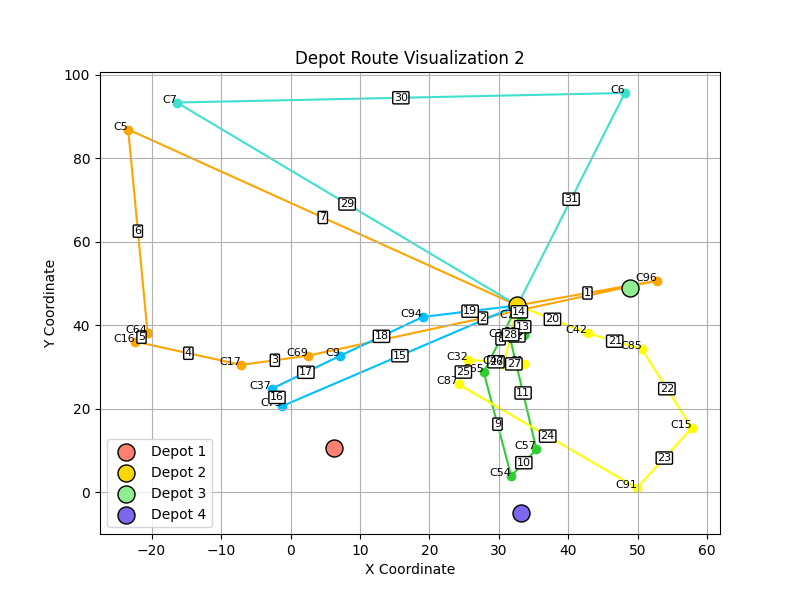 Depot Route Visualization 2
100
80
60
40
20
0
−20
−10
0
10
20
30
40
50
60
X Coordinate
Y Coordinate
C7
30
C6
C5
29
31
7
6
C96
1
C94
19
2
14
20
13
C42
21
C85
28
C64
C16
5
4
C17
3
C69
C9
18
15
17
C37
16
C32
25
C87
27
22
11
9
24
C15
C57
10
23
C54
C91
Depot 1
Depot 2
Depot 3
Depot 4